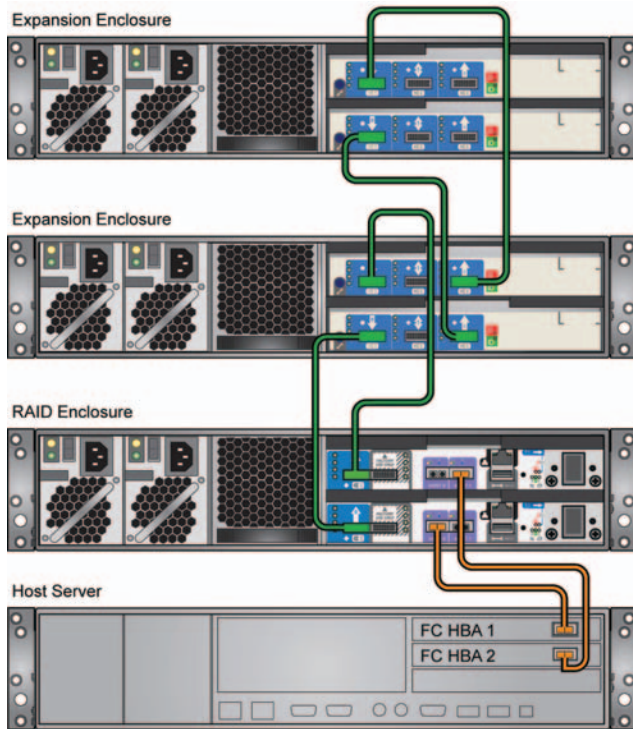 Expansion Enclosure
Expansion Enclosure
RAID Enclosure
Host Server
FC HBA 1
FC HBA 2